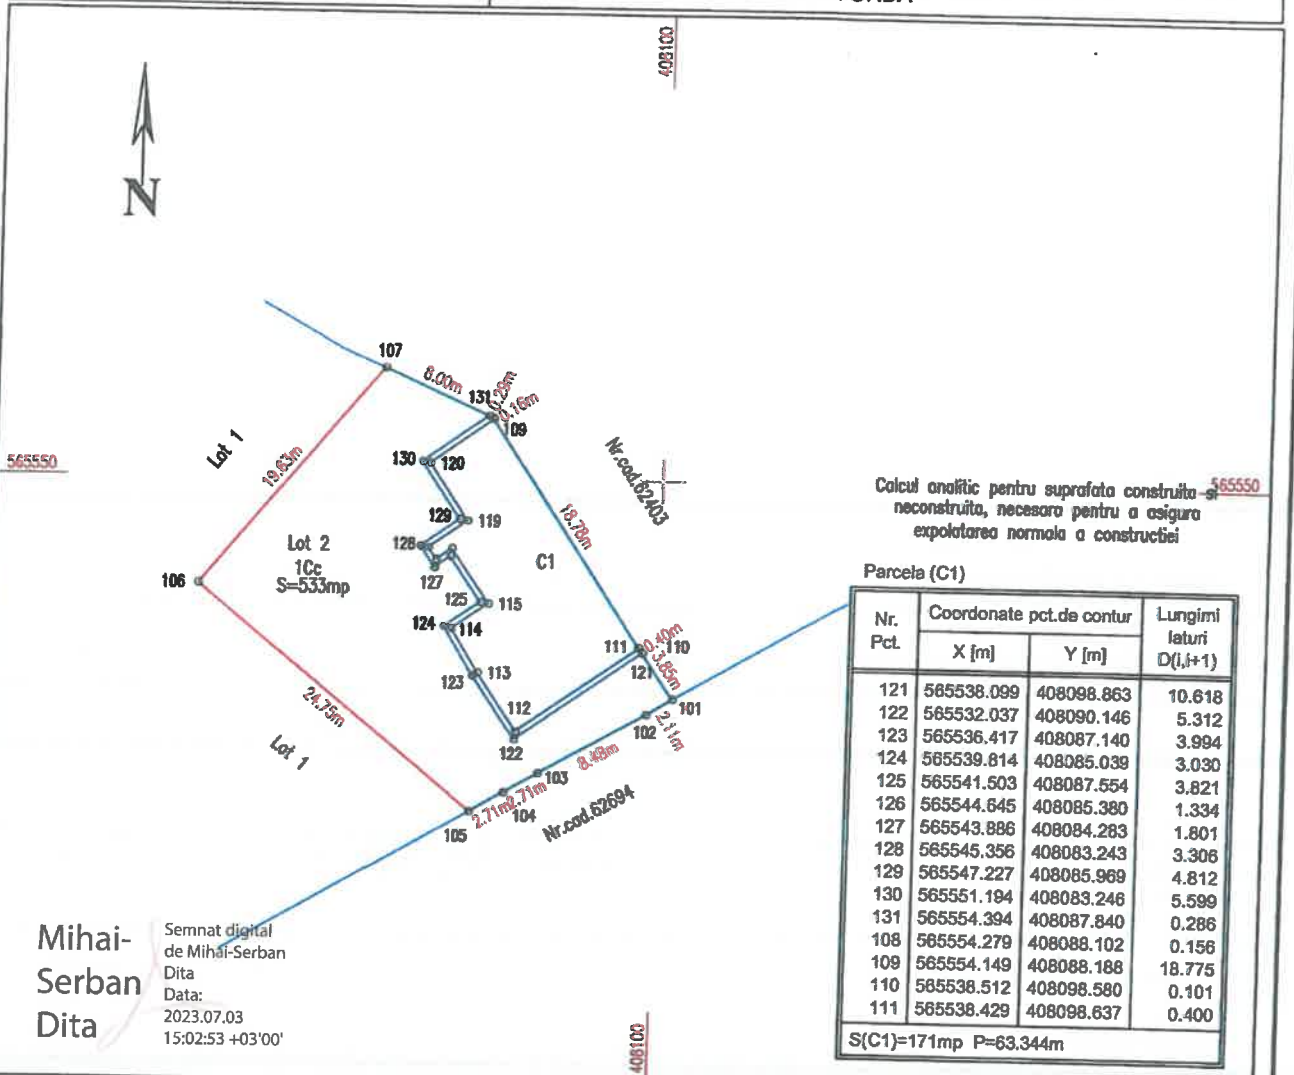 408100
N
107
8.00m
131
0.29m
0.16m
109
Lot 1
19.63m
130
120
Nr.cad.62403
565550
565550
Calcul analitic pentru suprafata construita si
neconstruita, necesara pentru a asigura
expolatarea normala a constructiei
129
119
18.78m
Lot 2
1Cc
S=533mp
128
C1
127
106
125
115
124
114
111
0.40m
110
121
3.85m
113
123
101
24.75m
112
102
2.11m
122
Lot 1
8.48m
103
2.71m
2.71m
104
105
Nr.cad.62694
Parcela (C1)
Nr. Pct. Coordonate pct.de contur Lungimi laturi D(i,i+1)
X [m] Y [m]
121 565538.099 408098.863 10.618
122 565532.037 408090.146 5.312
123 565536.417 408087.140 3.994
124 565539.814 408085.039 3.030
125 565541.503 408087.554 3.821
126 565544.645 408085.380 1.334
127 565543.886 408084.283 1.801
128 565545.356 408083.243 3.306
129 565547.227 408085.969 4.812
130 565551.194 408083.246 5.599
131 565554.394 408087.840 0.286
108 565554.279 408088.102 0.156
109 565554.149 408088.188 18.775
110 565538.512 408098.580 0.101
111 565538.429 408098.637 0.400
S(C1)=171mp P=63.344m
Mihai-
Serban
Dita
Semnat digital
de Mihai-Serban
Dita
Data:
2023.07.03
15:02:53 +03'00'
408100